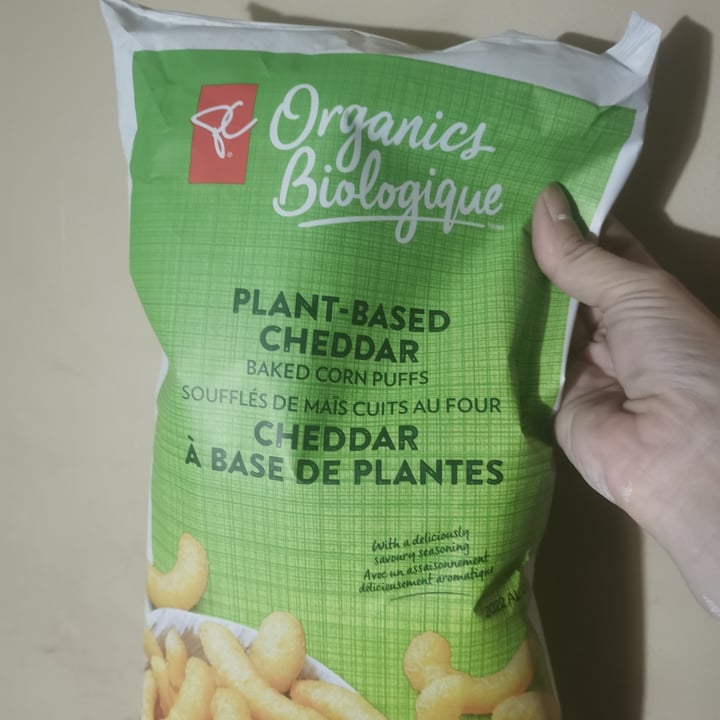 PC
Organics
Biologique
PLANT-BASED
CHEDDAR
BAKED CORN PUFFS
SOUFFLÉS DE MAÏS CUITS AU FOUR
CHEDDAR
À BASE DE PLANTES
With a deliciously
savoury seasoning
Avec un assaisonnement
délicieusement aromatique
2022